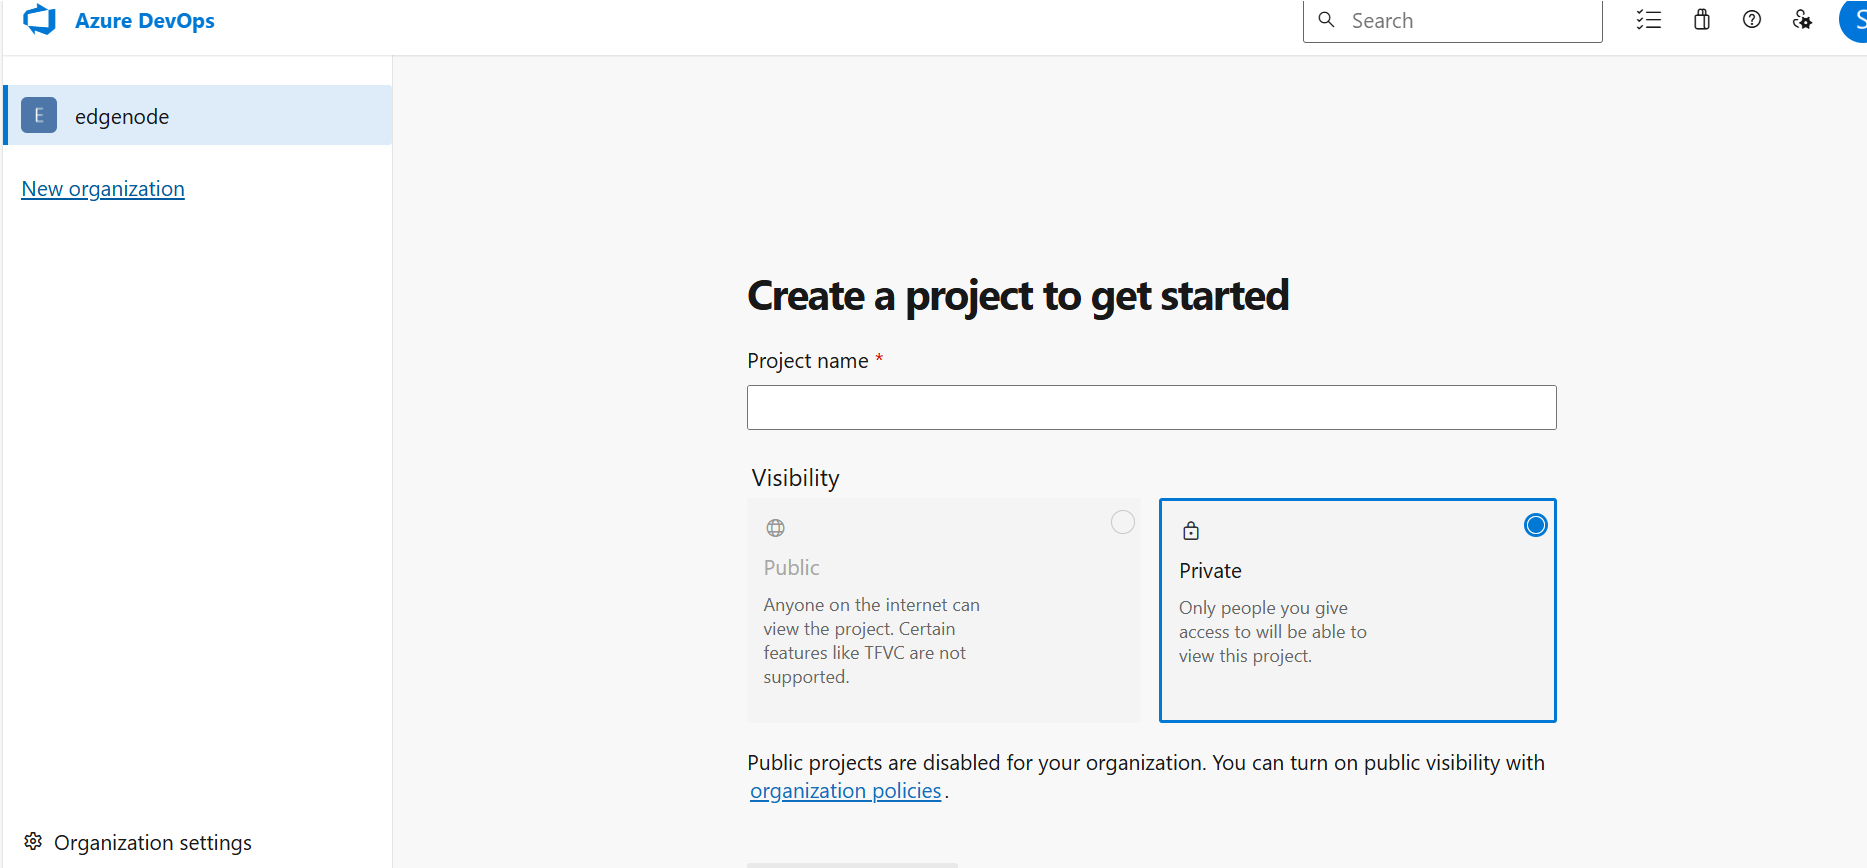 Azure DevOps
Search
S
E
edgenode
New organization
Create a project to get started
Project name *
Visibility
Public
Anyone on the internet can
view the project. Certain
features like TFVC are not
supported.
Private
Only people you give
access to will be able to
view this project.
Public projects are disabled for your organization. You can turn on public visibility with
organization policies.
Organization settings